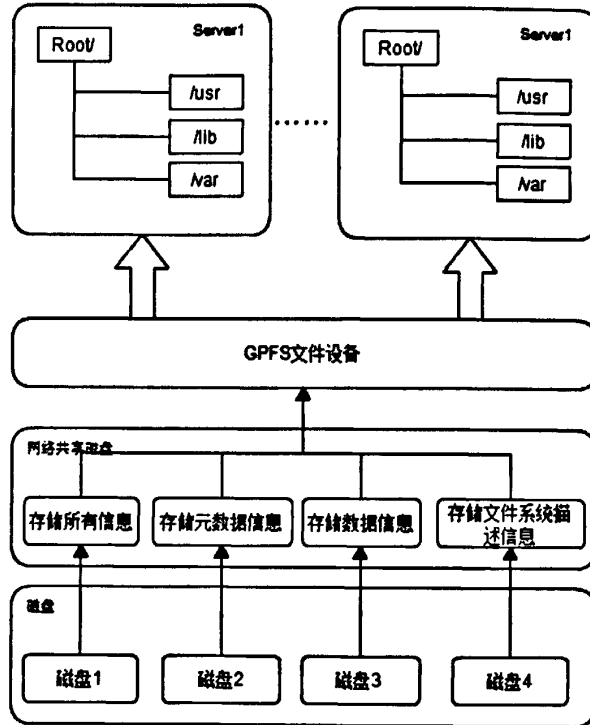 Server1
Root/
/usr
/lib
/var
......
Server1
Root/
/usr
/lib
/var
GPFS文件设备
网络共享磁盘
存储所有信息
存储元数据信息
存储数据信息
存储文件系统描
述信息
磁盘
磁盘1
磁盘2
磁盘3
磁盘4